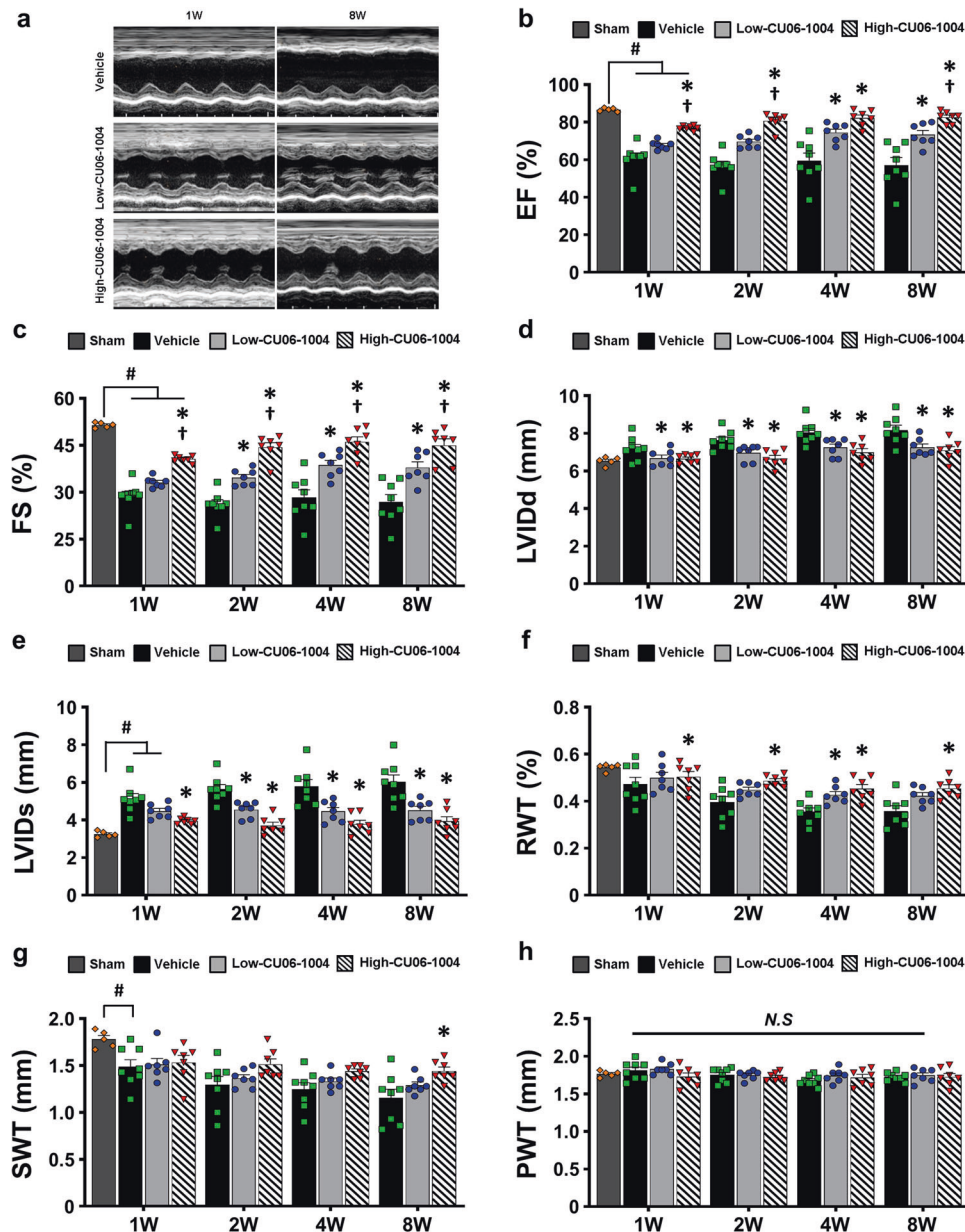 a
1W 8W
Vehicle
Low-CU06-1004
High-CU06-1004
b
Sham Vehicle Low-CU06-1004 High-CU06-1004
EF (%)
100
80
60
40
20
0
#
*
†
*
†
* *
*
*
†
1W 2W 4W 8W
c
Sham Vehicle Low-CU06-1004 High-CU06-1004
FS (%)
60
45
30
15
0
#
*
†
*
*
†
*
*
†
*
*
†
1W 2W 4W 8W
d
Sham Vehicle Low-CU06-1004 High-CU06-1004
LVIDd (mm)
10
8
6
4
2
0
* * * * * * * *
1W 2W 4W 8W
e
Sham Vehicle Low-CU06-1004 High-CU06-1004
LVIDs (mm)
10
8
6
4
2
0
#
* * * * * * *
1W 2W 4W 8W
f
Sham Vehicle Low-CU06-1004 High-CU06-1004
RWT (%)
0.8
0.6
0.4
0.2
0.0
* * * * *
1W 2W 4W 8W
g
Sham Vehicle Low-CU06-1004 High-CU06-1004
SWT (mm)
2.0
1.5
1.0
0.5
0.0
#
*
1W 2W 4W 8W
h
Sham Vehicle Low-CU06-1004 High-CU06-1004
PWT (mm)
2.5
2.0
1.5
1.0
0.5
0.0
N.S
1W 2W 4W 8W